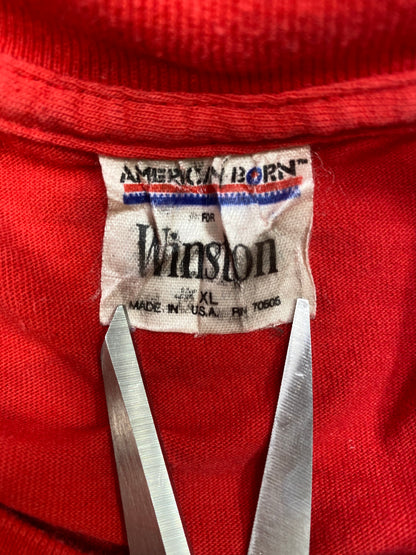 AMERICAN BORN™
FOR
Winston
XL
MADE IN U.S.A. RN 70505